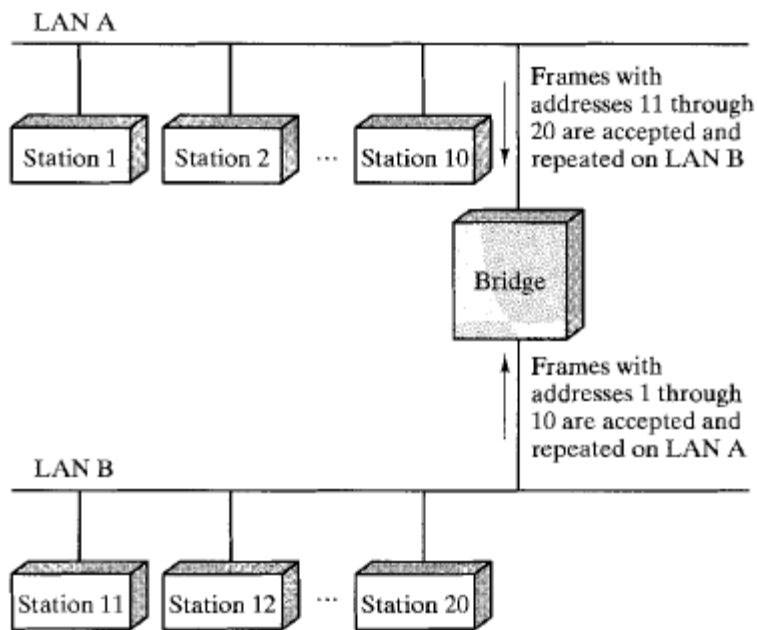 LAN A
Frames with
addresses 11 through
20 are accepted and
repeated on LAN B
Station 1
Station 2
...
Station 10
Bridge
Frames with
addresses 1 through
10 are accepted and
repeated on LAN A
LAN B
Station 11
Station 12
...
Station 20